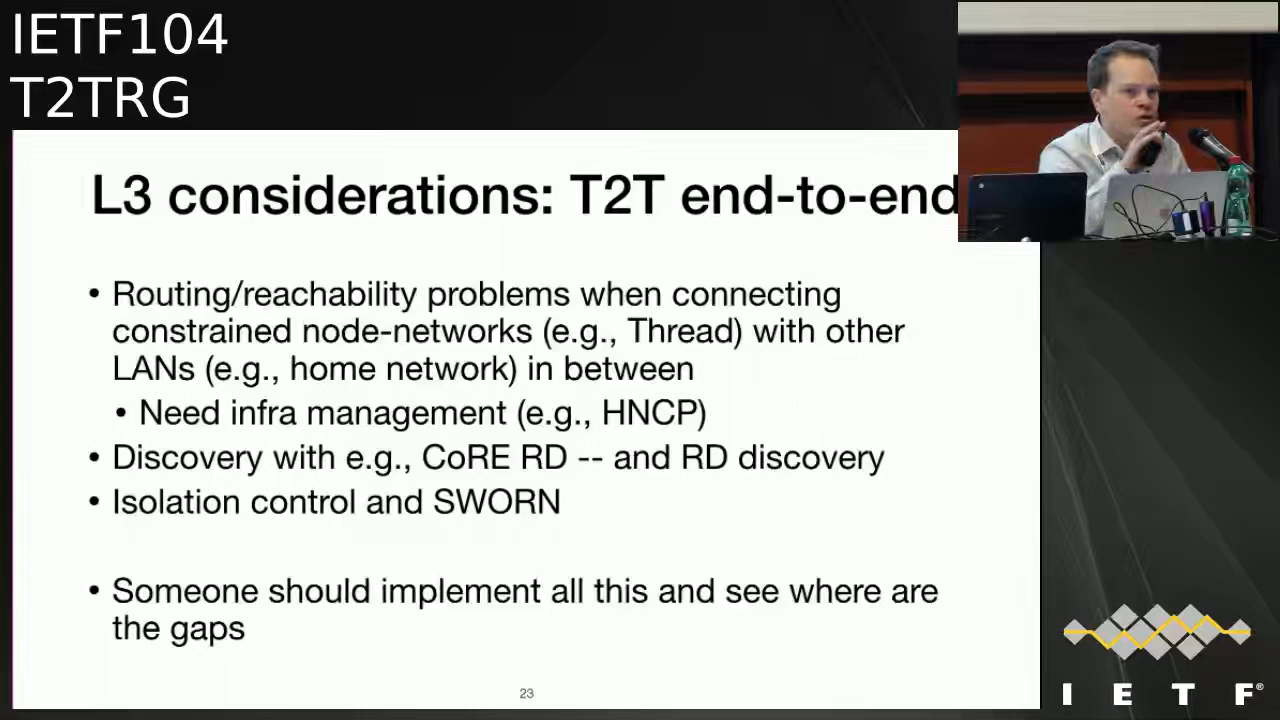 IETF104
T2TRG
L3 considerations: T2T end-to-end
• Routing/reachability problems when connecting
constrained node-networks (e.g., Thread) with other
LANs (e.g., home network) in between
• Need infra management (e.g., HNCP)
• Discovery with e.g., CoRE RD -- and RD discovery
• Isolation control and SWORN
• Someone should implement all this and see where are
the gaps
23
I E T F®